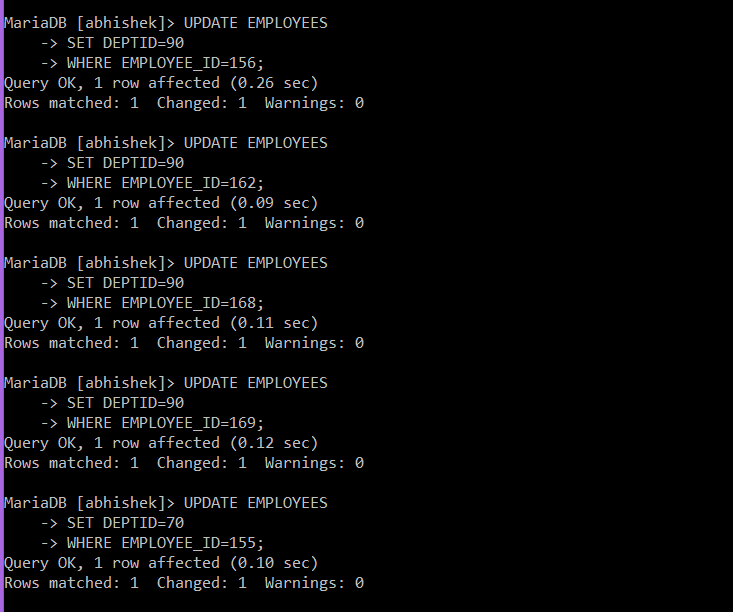 MariaDB [abhishek]> UPDATE EMPLOYEES
    -> SET DEPTID=90
    -> WHERE EMPLOYEE_ID=156;
Query OK, 1 row affected (0.26 sec)
Rows matched: 1  Changed: 1  Warnings: 0

MariaDB [abhishek]> UPDATE EMPLOYEES
    -> SET DEPTID=90
    -> WHERE EMPLOYEE_ID=162;
Query OK, 1 row affected (0.09 sec)
Rows matched: 1  Changed: 1  Warnings: 0

MariaDB [abhishek]> UPDATE EMPLOYEES
    -> SET DEPTID=90
    -> WHERE EMPLOYEE_ID=168;
Query OK, 1 row affected (0.11 sec)
Rows matched: 1  Changed: 1  Warnings: 0

MariaDB [abhishek]> UPDATE EMPLOYEES
    -> SET DEPTID=90
    -> WHERE EMPLOYEE_ID=169;
Query OK, 1 row affected (0.12 sec)
Rows matched: 1  Changed: 1  Warnings: 0

MariaDB [abhishek]> UPDATE EMPLOYEES
    -> SET DEPTID=70
    -> WHERE EMPLOYEE_ID=155;
Query OK, 1 row affected (0.10 sec)
Rows matched: 1  Changed: 1  Warnings: 0